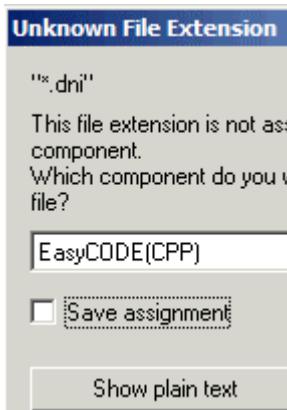 Unknown File Extension
"*.dni"
This file extension is not
component.
Which component do you
file?
EasyCODE(CPP)
Save assignment
Show plain text